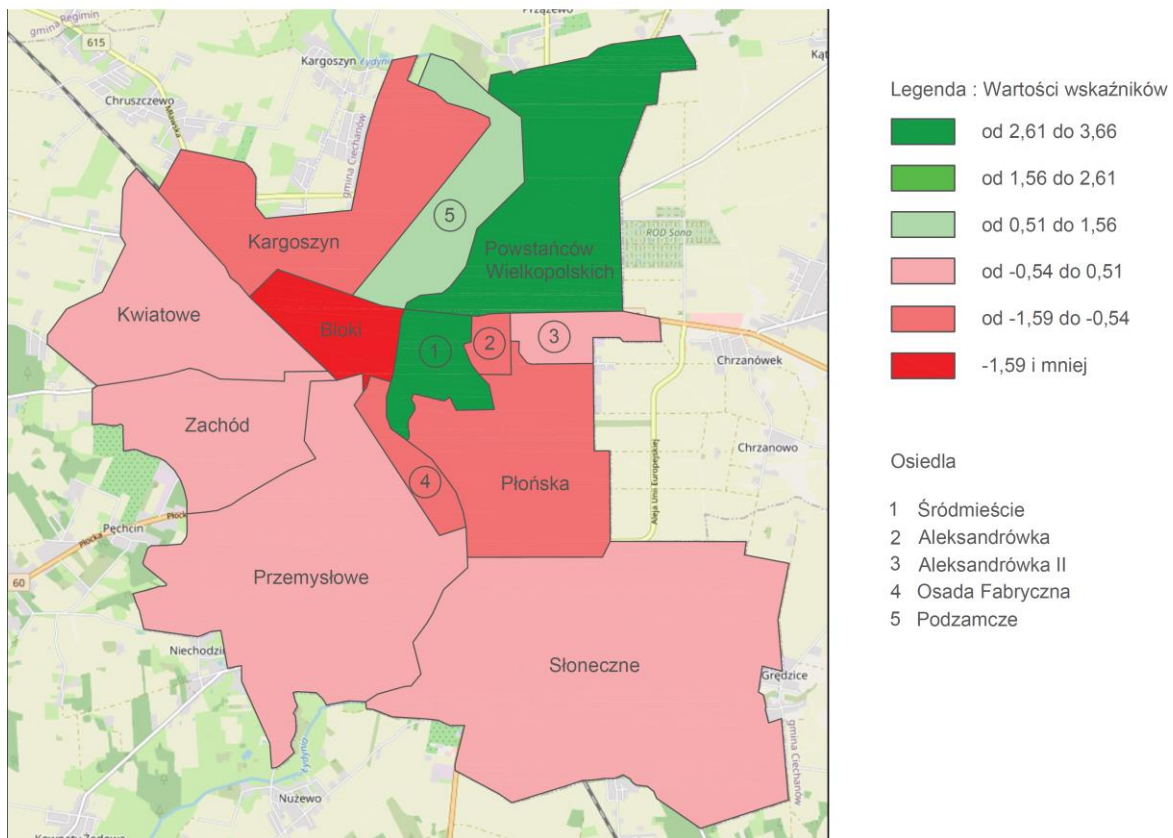 gmina Regimin
615
Kargoszyn
Łydynia
Chruszczewo
Mławska
gmina Ciechanów
Kargoszyn
5
ROD Sona
Powstańców
Wielkopolskich
Kwiatowe
Bloki
1
2
3
Chrzanówek
Zachód
Chrzanowo
4
Płońska
Aleja Unii Europejskiej
Pęchcin
Płocka
Płock
60
Przemysłowe
Niechodzin
Słoneczne
Grędzice
gmina Ciechanów
Łydynia
Nużewo
Legenda : Wartości wskaźników
od 2,61 do 3,66
od 1,56 do 2,61
od 0,51 do 1,56
od -0,54 do 0,51
od -1,59 do -0,54
-1,59 i mniej
Osiedla
1 Śródmieście
2 Aleksandrówka
3 Aleksandrówka II
4 Osada Fabryczna
5 Podzamcze